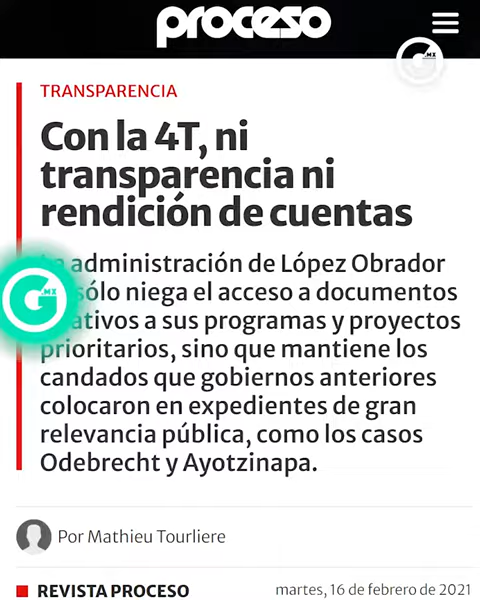 proceso
G.MX
TRANSPARENCIA
Con la 4T, ni
transparencia ni
rendición de cuentas
administración de López Obrador
sólo niega el acceso a documentos
a sus programas y proyectos
prioritarios, sino que mantiene los
candados que gobiernos anteriores
colocaron en expedientes de gran
relevancia pública, como los casos
Odebrecht y Ayotzinapa.
G.MX
Por Mathieu Tourliere
REVISTA PROCESO
martes, 16 de febrero de 2021